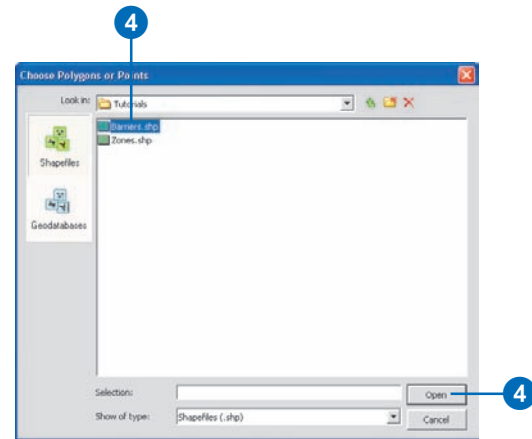 4
Choose Polygons or Points
Look in: Tutorials
Barriers.shp
Zones.shp
Shapefiles
Geodatabases
Selection:
Open
4
Show of type: Shapefiles (.shp)
Cancel